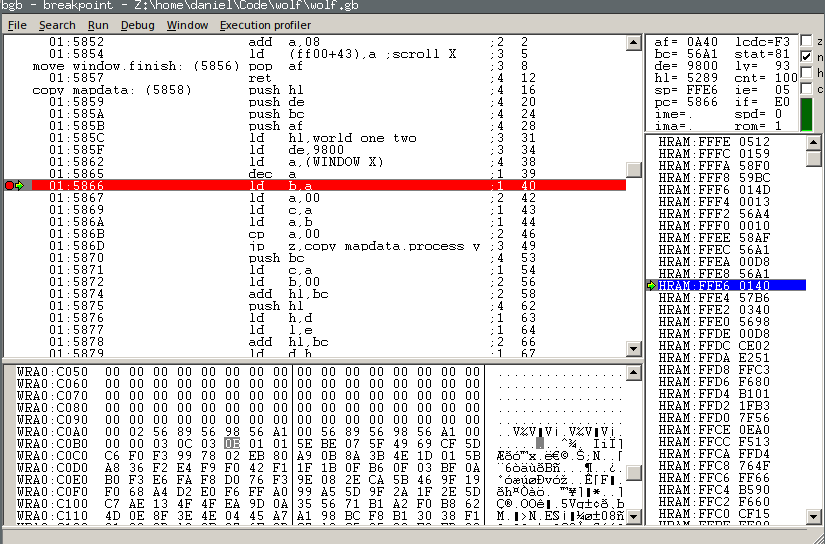 bgb - breakpoint - Z:\home\daniel\Code\wolf\wolf.gb
File Search Run Debug Window Execution profiler
01:5852 add a,08 ;2 2
01:5854 ld (ff00+43),a ;scroll X ;3 5
move_window.finish: (5856) pop af ;3 8
01:5857 ret ;4 12
copy_mapdata: (5858) push hl ;4 16
01:5859 push de ;4 20
01:585A push bc ;4 24
01:585B push af ;4 28
01:585C ld hl,world_one_two ;3 31
01:585F ld de,9800 ;3 34
01:5862 ld a,(WINDOW_X) ;4 38
01:5865 dec a ;1 39
01:5866 ld b,a ;1 40
01:5867 ld a,00 ;2 42
01:5869 ld c,a ;1 43
01:586A ld a,b ;1 44
01:586B cp a,00 ;2 46
01:586D jp z,copy_mapdata.process_v ;3 49
01:5870 push bc ;4 53
01:5871 ld c,a ;1 54
01:5872 ld b,00 ;2 56
01:5874 add hl,bc ;2 58
01:5875 push hl ;4 62
01:5876 ld h,d ;1 63
01:5877 ld l,e ;1 64
01:5878 add hl,bc ;2 66
01:5879 ld d,h ;1 67
af= 0A40 lcdc=F3
bc= 56A1 stat=81
de= 9800 ly= 93
hl= 5289 cnt= 100
sp= FFE6 ie= 05
pc= 5866 if= E0
ime=. spd= 0
ima=. rom= 1
z
n
h
c
HRAM:FFFE 0512
HRAM:FFFC 0159
HRAM:FFFA 58F0
HRAM:FFF8 59BC
HRAM:FFF6 014D
HRAM:FFF4 0013
HRAM:FFF2 56A4
HRAM:FFF0 0010
HRAM:FFEE 58AF
HRAM:FFEC 56A1
HRAM:FFEA 00D8
HRAM:FFE8 56A1
HRAM:FFE6 0140
HRAM:FFE4 57B6
HRAM:FFE2 0340
HRAM:FFE0 5698
HRAM:FFDE 00D8
HRAM:FFDC CE02
HRAM:FFDA E251
HRAM:FFD8 FFC3
HRAM:FFD6 F680
HRAM:FFD4 B101
HRAM:FFD2 1FB3
HRAM:FFD0 7F56
HRAM:FFCE 0EA0
HRAM:FFCC F513
HRAM:FFCA FFD4
HRAM:FFC8 764F
HRAM:FFC6 FF66
HRAM:FFC4 B590
HRAM:FFC2 F660
HRAM:FFC0 CF15
WRA0:C050 00 00 00 00 00 00 00 00 00 00 00 00 00 00 00 00 ................
WRA0:C060 00 00 00 00 00 00 00 00 00 00 00 00 00 00 00 00 ................
WRA0:C070 00 00 00 00 00 00 00 00 00 00 00 00 00 00 00 00 ................
WRA0:C080 00 00 00 00 00 00 00 00 00 00 00 00 00 00 00 00 ................
WRA0:C090 00 00 00 00 00 00 00 00 00 00 00 00 00 00 00 00 ................
WRA0:C0A0 00 02 56 89 56 98 56 A1 00 56 89 56 98 56 A1 00
WRA0:C0B0 00 00 03 0C 03 0E 01 01 5E BE 07 5F 49 69 CF 5D
WRA0:C0C0 C6 F0 F3 99 78 02 EB 80 A9 0B 8A 3B 4E 1D 01 5B
WRA0:C0D0 A8 36 F2 E4 F9 F0 42 F1 1F 1B 0F B6 0F 03 BF 0A
WRA0:C0E0 B0 F3 E6 FA F8 D0 76 F3 9E 08 2E CA 5B 46 9F 19
WRA0:C0F0 F0 68 A4 D2 E0 F6 FF A0 99 A5 5D 9F 2A 1F 2E 5D
WRA0:C100 C7 AE 13 4F 4F EA 9D 0A 35 56 71 B1 A2 F0 B8 62
WRA0:C110 4D 0E 8F 3E 4E 04 45 A7 A1 98 BC F8 B1 30 38 F1